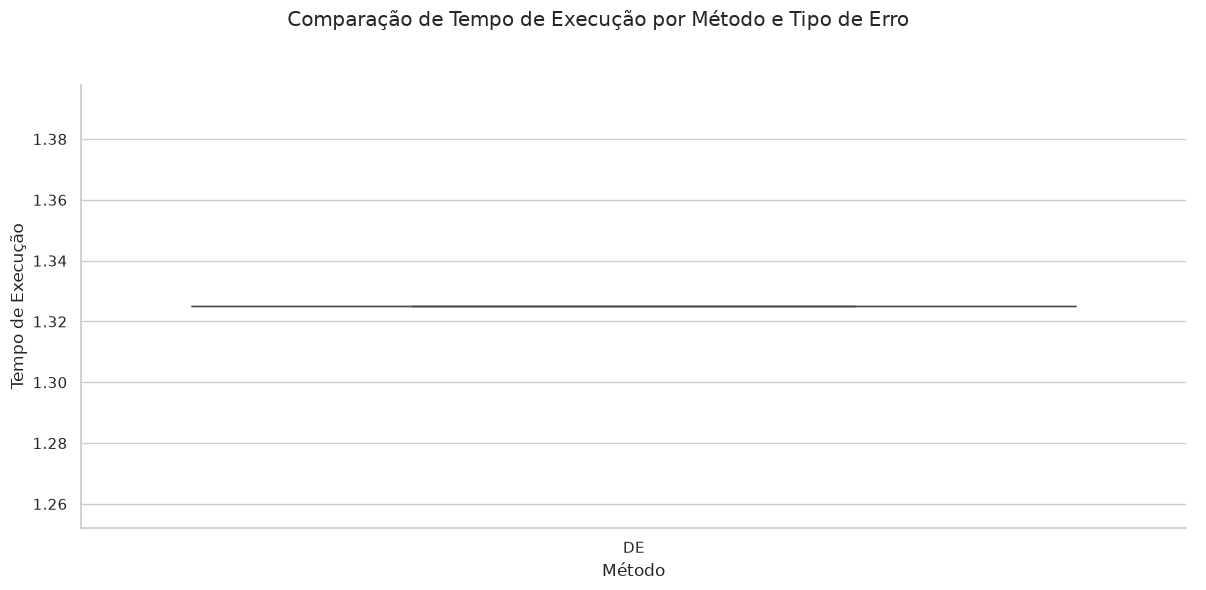 Comparação de Tempo de Execução por Método e Tipo de Erro
Tempo de Execução
1.38
1.36
1.34
1.32
1.30
1.28
1.26
DE
Método